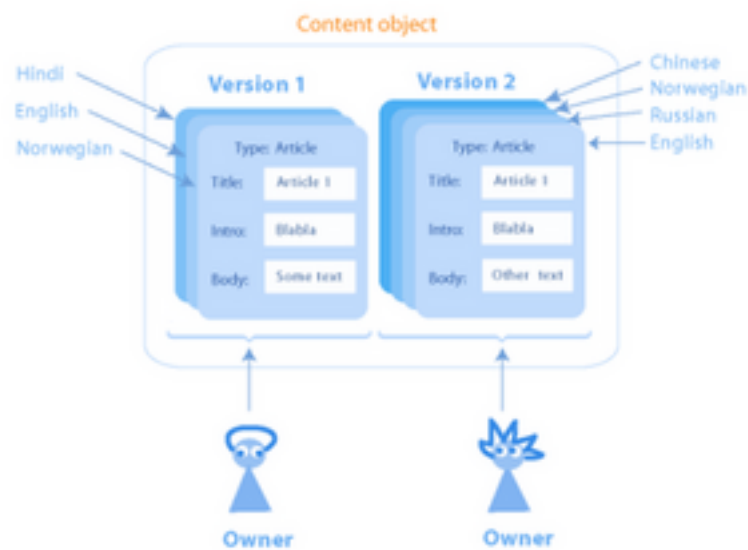 Content object
Hindi
English
Norwegian
Version 1
Type: Article
Title: Article 1
Intro: Blabla
Body: Some text
Version 2
Type: Article
Title: Article 1
Intro: Blabla
Body: Other text
Chinese
Norwegian
Russian
English
Owner
Owner